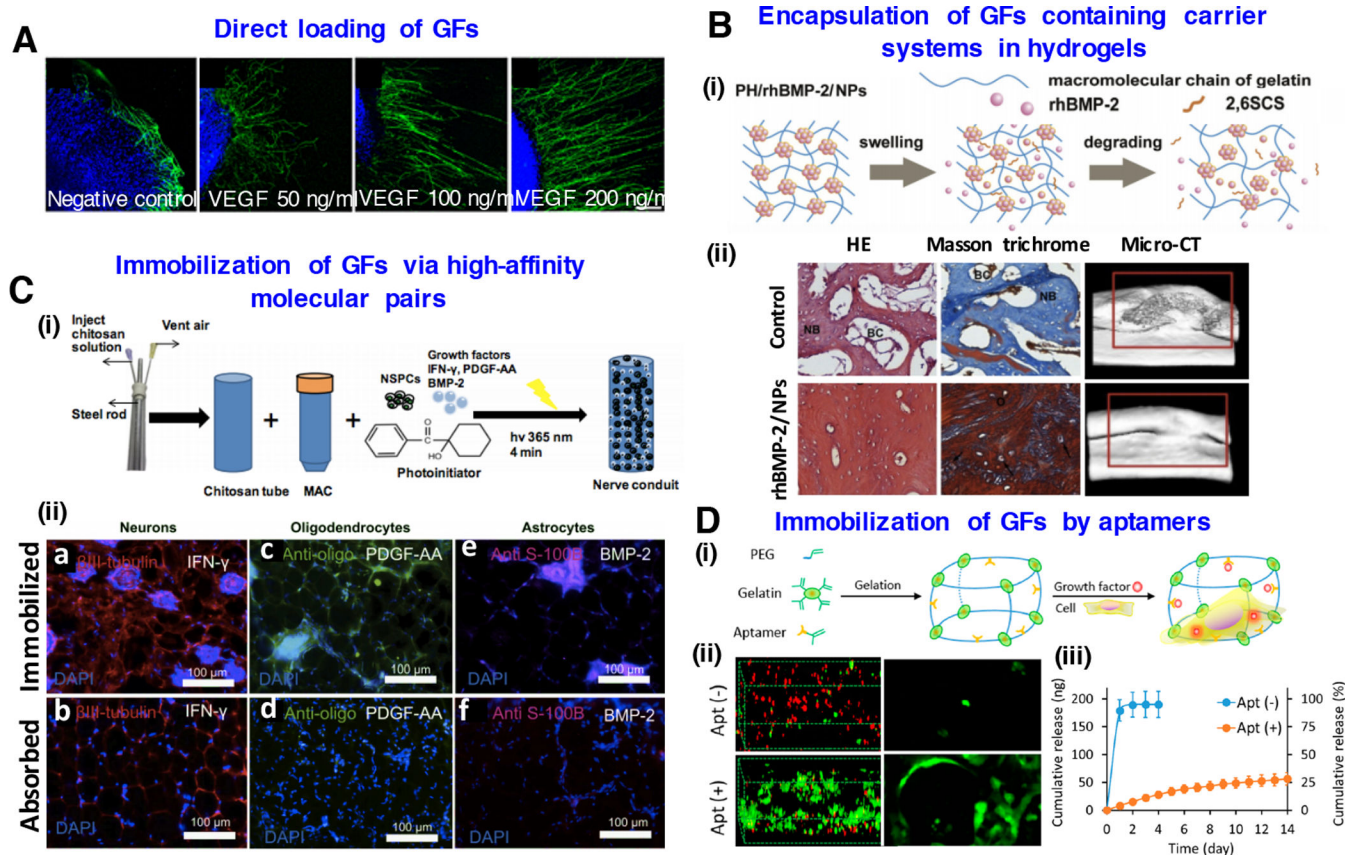 A
Direct loading of GFs
Negative control
VEGF 50 ng/m
VEGF 100 ng/m
VEGF 200 ng/m
B
Encapsulation of GFs containing carrier
systems in hydrogels
(i)
PH/rhBMP-2/NPs
macromolecular chain of gelatin
rhBMP-2
2,6SCS
swelling
degrading
(ii)
HE
Masson trichrome
Micro-CT
Control
NB
BC
BC
NB
rhBMP-2/NPs
O
C
Immobilization of GFs via high-affinity
molecular pairs
(i)
Inject
chitosan
solution
Vent air
Steel rod
+
+
NSPCs
Growth factors
IFN-γ, PDGF-AA
BMP-2
O
C
HO
Photoinitiator
hv 365 nm
4 min
Chitosan tube
MAC
Nerve conduit
(ii)
Neurons
Oligodendrocytes
Astrocytes
Immobilized
a
βIII-tubulin
IFN-γ
DAPI
100 µm
c
Anti-oligo
PDGF-AA
DAPI
100 µm
e
Anti S-100B
BMP-2
DAPI
100 µm
Absorbed
b
βIII-tubulin
IFN-γ
DAPI
100 µm
d
Anti-oligo
PDGF-AA
DAPI
100 µm
f
Anti S-100B
BMP-2
DAPI
100 µm
D
Immobilization of GFs by aptamers
(i)
PEG
Gelatin
Aptamer
Gelation
Growth factor
Cell
(ii)
Apt (-)
Apt (+)
(iii)
Cumulative release (ng)
200
150
100
50
0
Apt (-)
Apt (+)
100
75
50
25
0
Cumulative release (%)
0 2 4 6 8 10 12 14
Time (day)